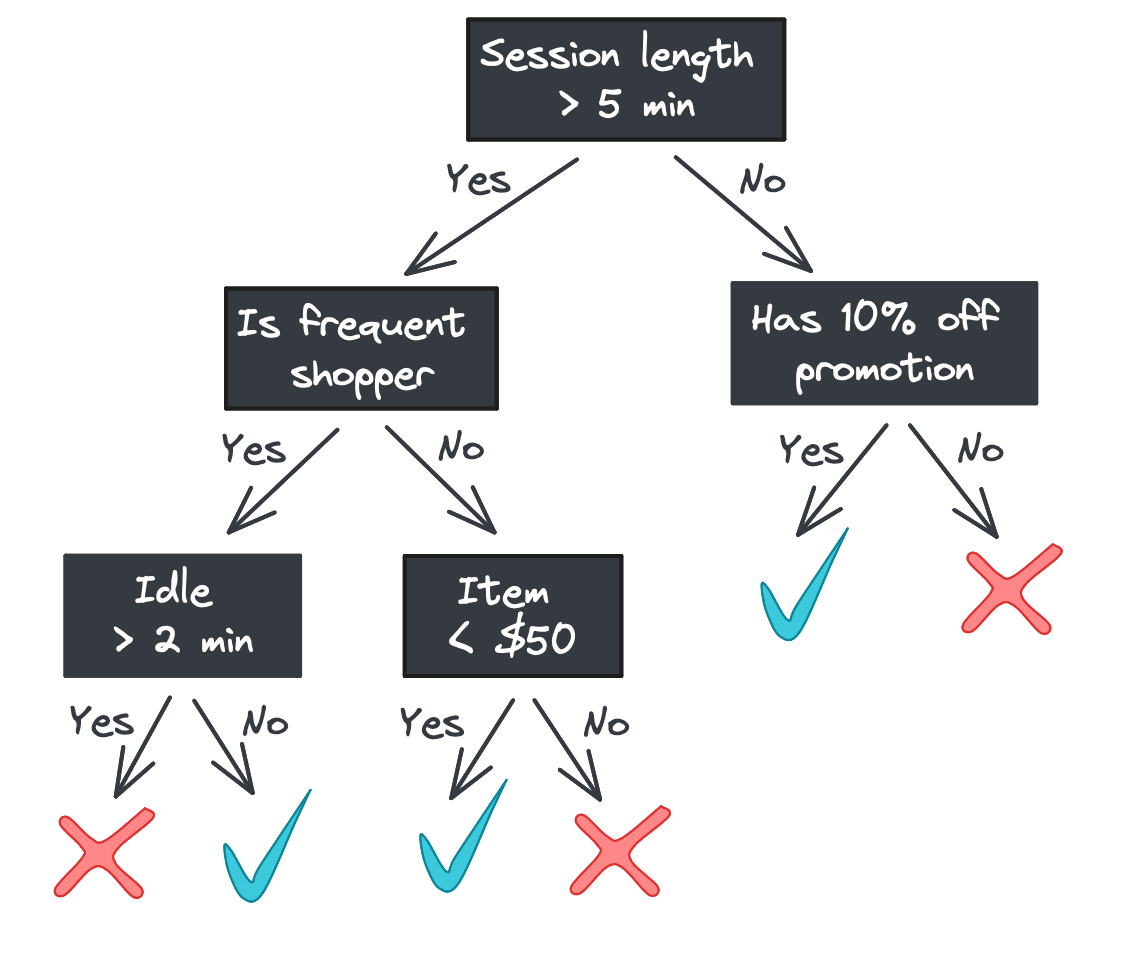 Session length
> 5 min
Yes
No
Is frequent
shopper
Has 10% off
promotion
Yes
No
Yes
No
Idle
> 2 min
Item
< $50
Yes
No
Yes
No